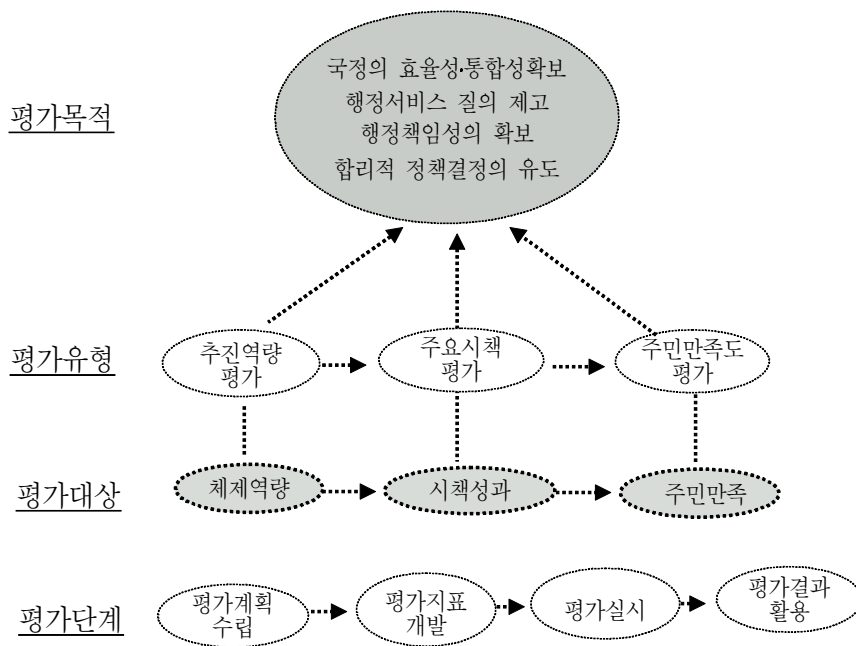 국정의 효율성·통합성확보
행정서비스 질의 제고
평가목적
행정책임성의 확보
합리적 정책결정의 유도
평가유형
추진역량
평가
주요시책
평가
주민만족도
평가
평가대상
체제역량
시책성과
주민만족
평가단계
평가계획
수립
평가지표
개발
평가실시
평가결과
활용